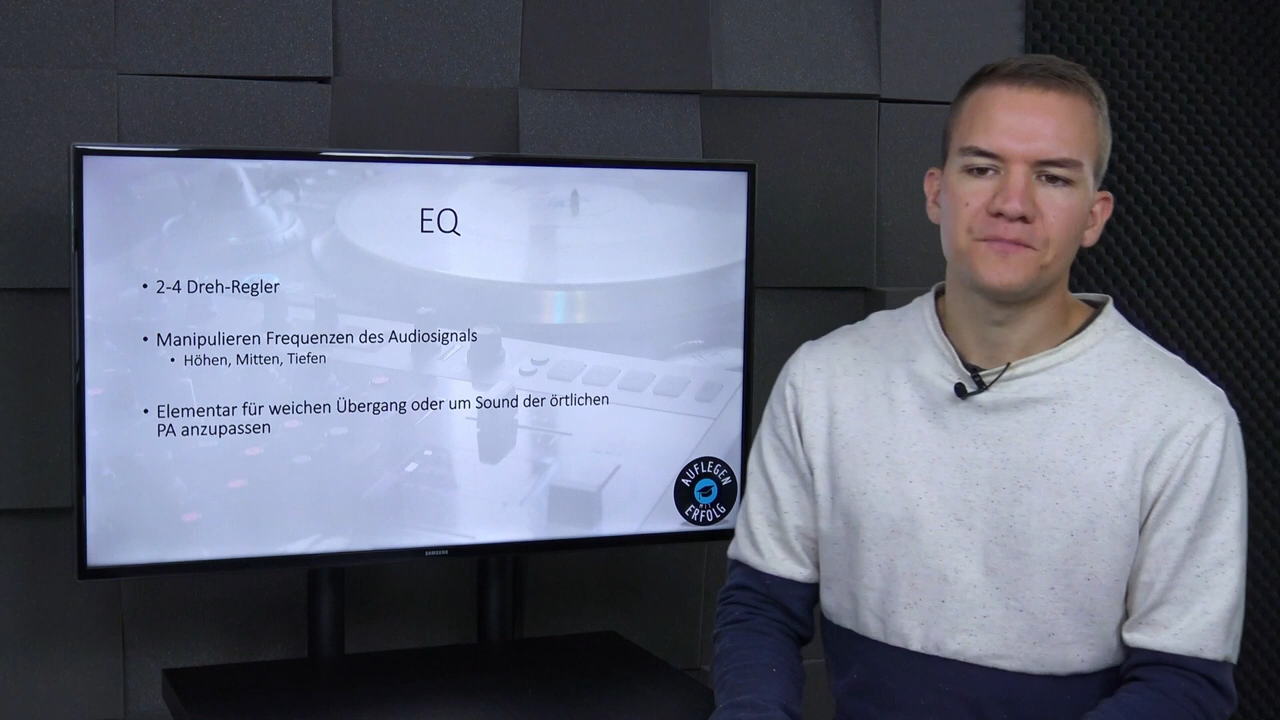 EQ
• 2-4 Dreh-Regler
• Manipulieren Frequenzen des Audiosignals
• Höhen, Mitten, Tiefen
• Elementar für weichen Übergang oder um Sound der örtlichen
PA anzupassen
AUFLEGEN
MIT
ERFOLG
SAMSUNG